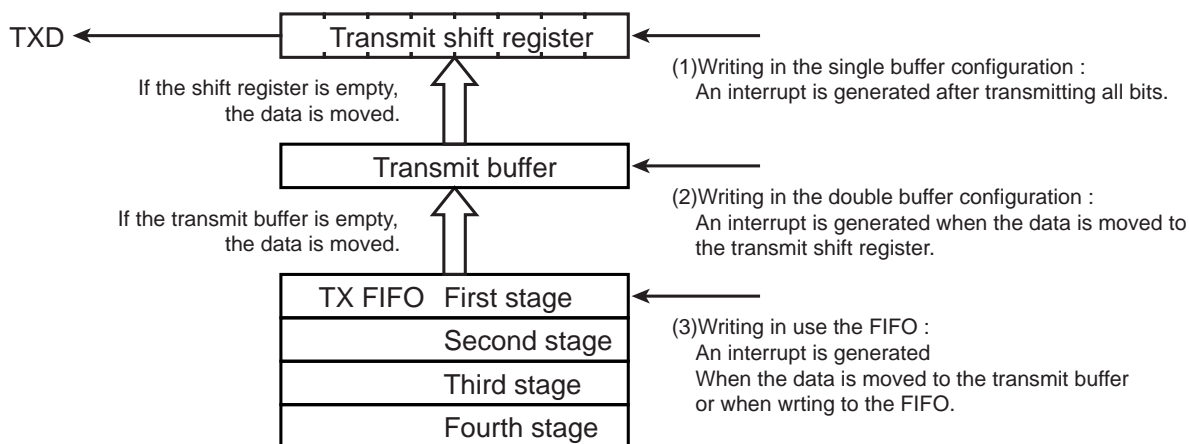 TXD
Transmit shift register
(1)Writing in the single buffer configuration :
An interrupt is generated after transmitting all bits.
If the shift register is empty,
the data is moved.
Transmit buffer
(2)Writing in the double buffer configuration :
An interrupt is generated when the data is moved to
the transmit shift register.
If the transmit buffer is empty,
the data is moved.
TX FIFO First stage
Second stage
Third stage
Fourth stage
(3)Writing in use the FIFO :
An interrupt is generated
When the data is moved to the transmit buffer
or when wrting to the FIFO.